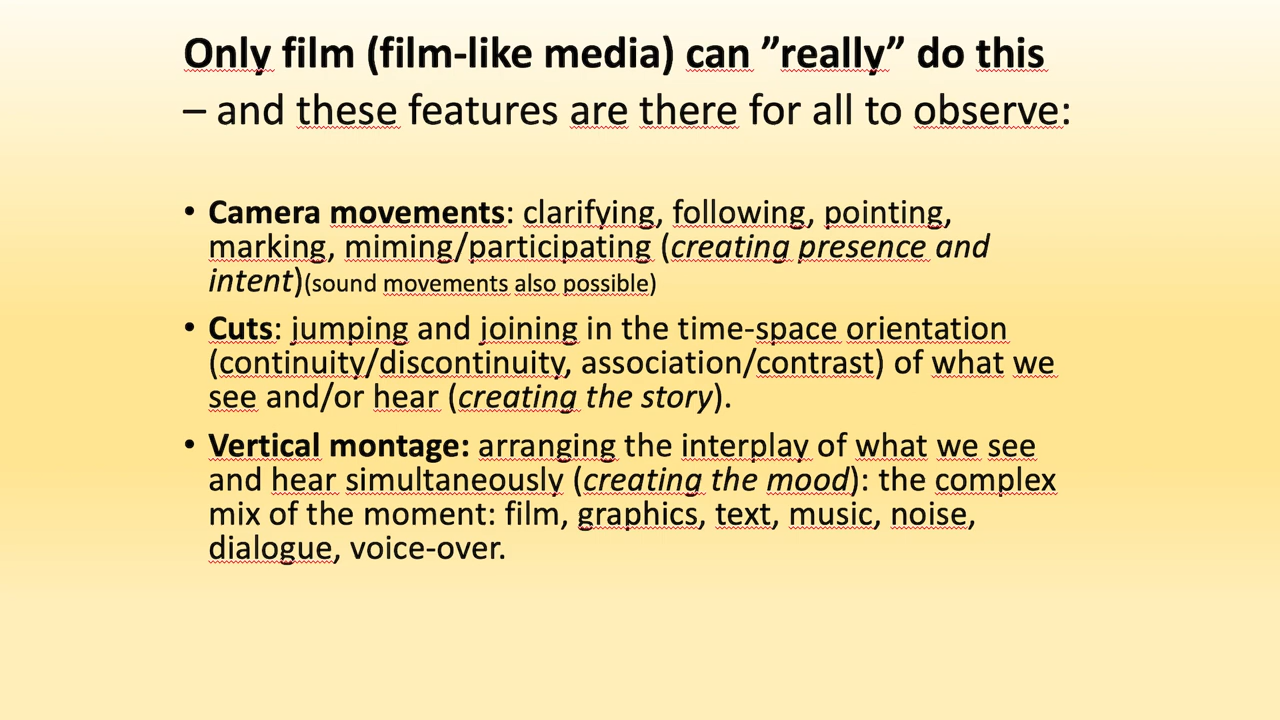 Only film (film-like media) can ”really” do this
– and these features are there for all to observe:
• Camera movements: clarifying, following, pointing,
marking, miming/participating (creating presence and
intent)(sound movements also possible)
• Cuts: jumping and joining in the time-space orientation
(continuity/discontinuity, association/contrast) of what we
see and/or hear (creating the story).
• Vertical montage: arranging the interplay of what we see
and hear simultaneously (creating the mood): the complex
mix of the moment: film, graphics, text, music, noise,
dialogue, voice-over.